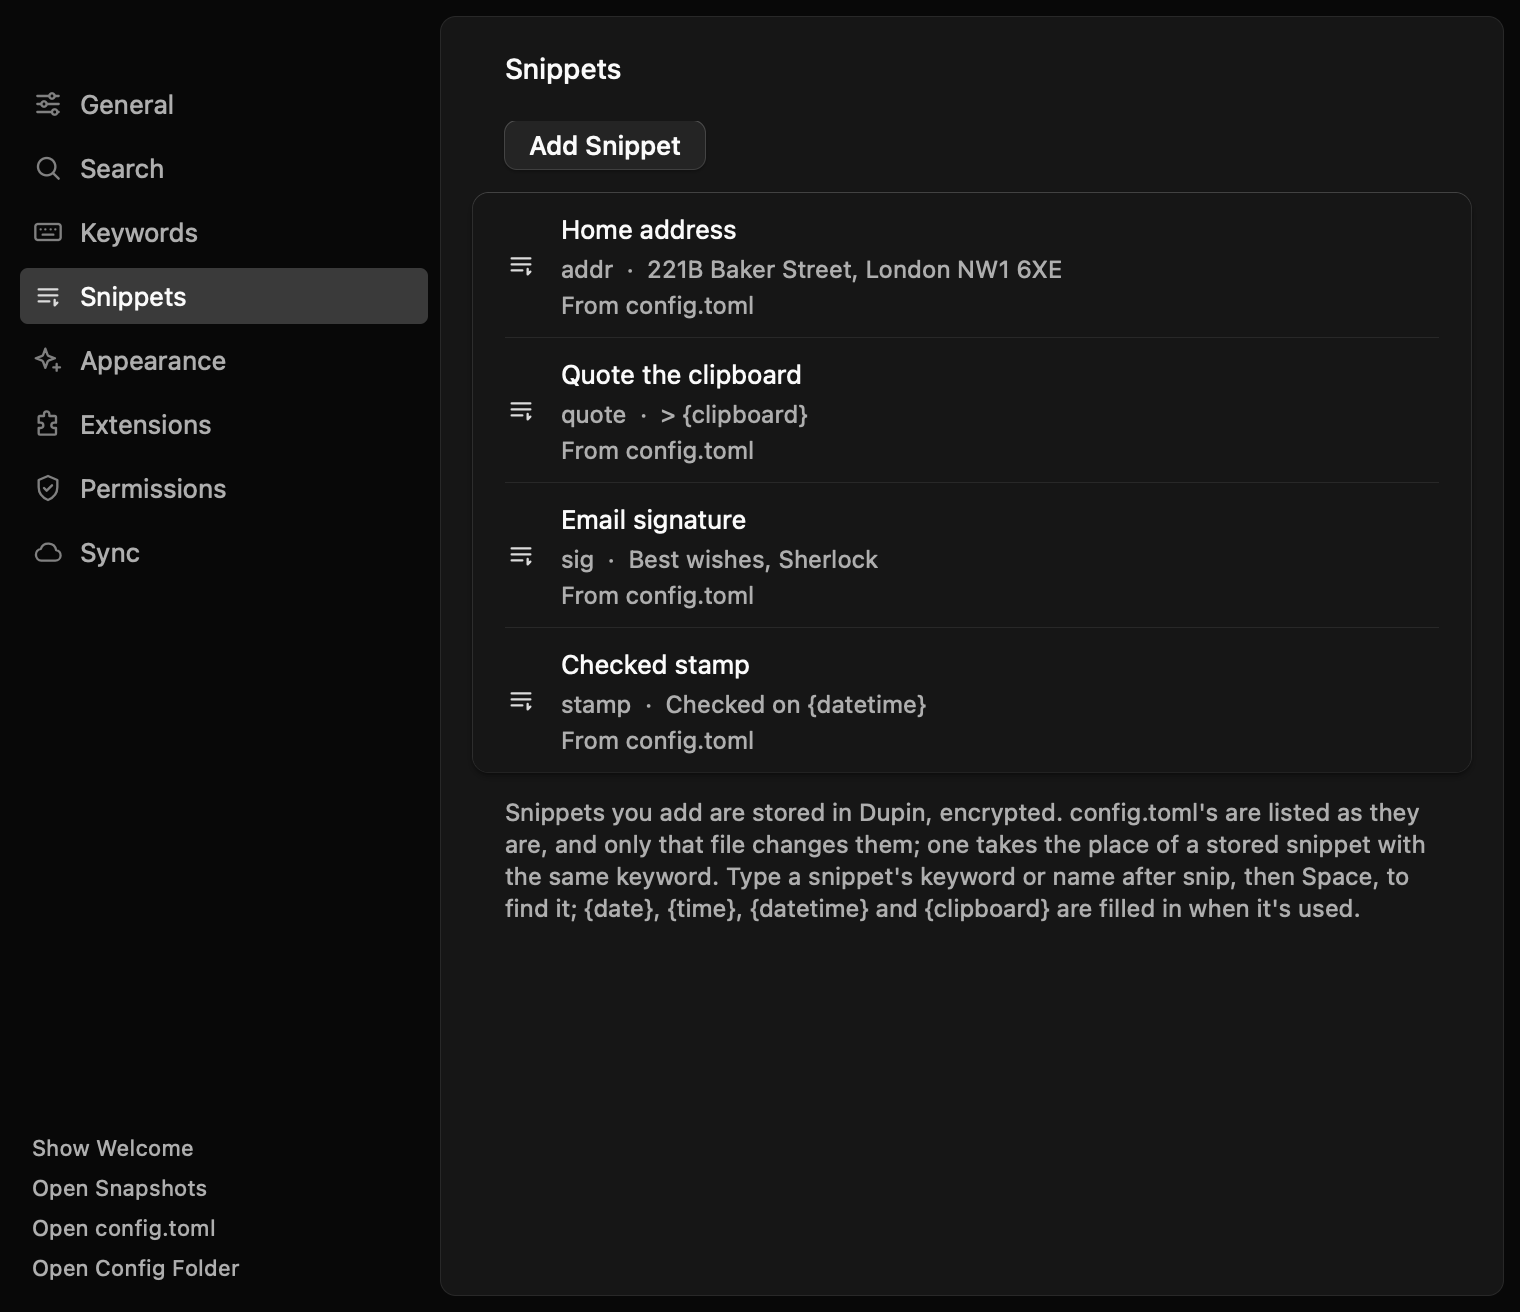 General
Search
Keywords
Snippets
Appearance
Extensions
Permissions
Sync
Show Welcome
Open Snapshots
Open config.toml
Open Config Folder
Snippets
Add Snippet
Home address
addr · 221B Baker Street, London NW1 6XE
From config.toml
Quote the clipboard
quote · > {clipboard}
From config.toml
Email signature
sig · Best wishes, Sherlock
From config.toml
Checked stamp
stamp · Checked on {datetime}
From config.toml
Snippets you add are stored in Dupin, encrypted. config.toml's are listed as they
are, and only that file changes them; one takes the place of a stored snippet with
the same keyword. Type a snippet's keyword or name after snip, then Space, to
find it; {date}, {time}, {datetime} and {clipboard} are filled in when it's used.